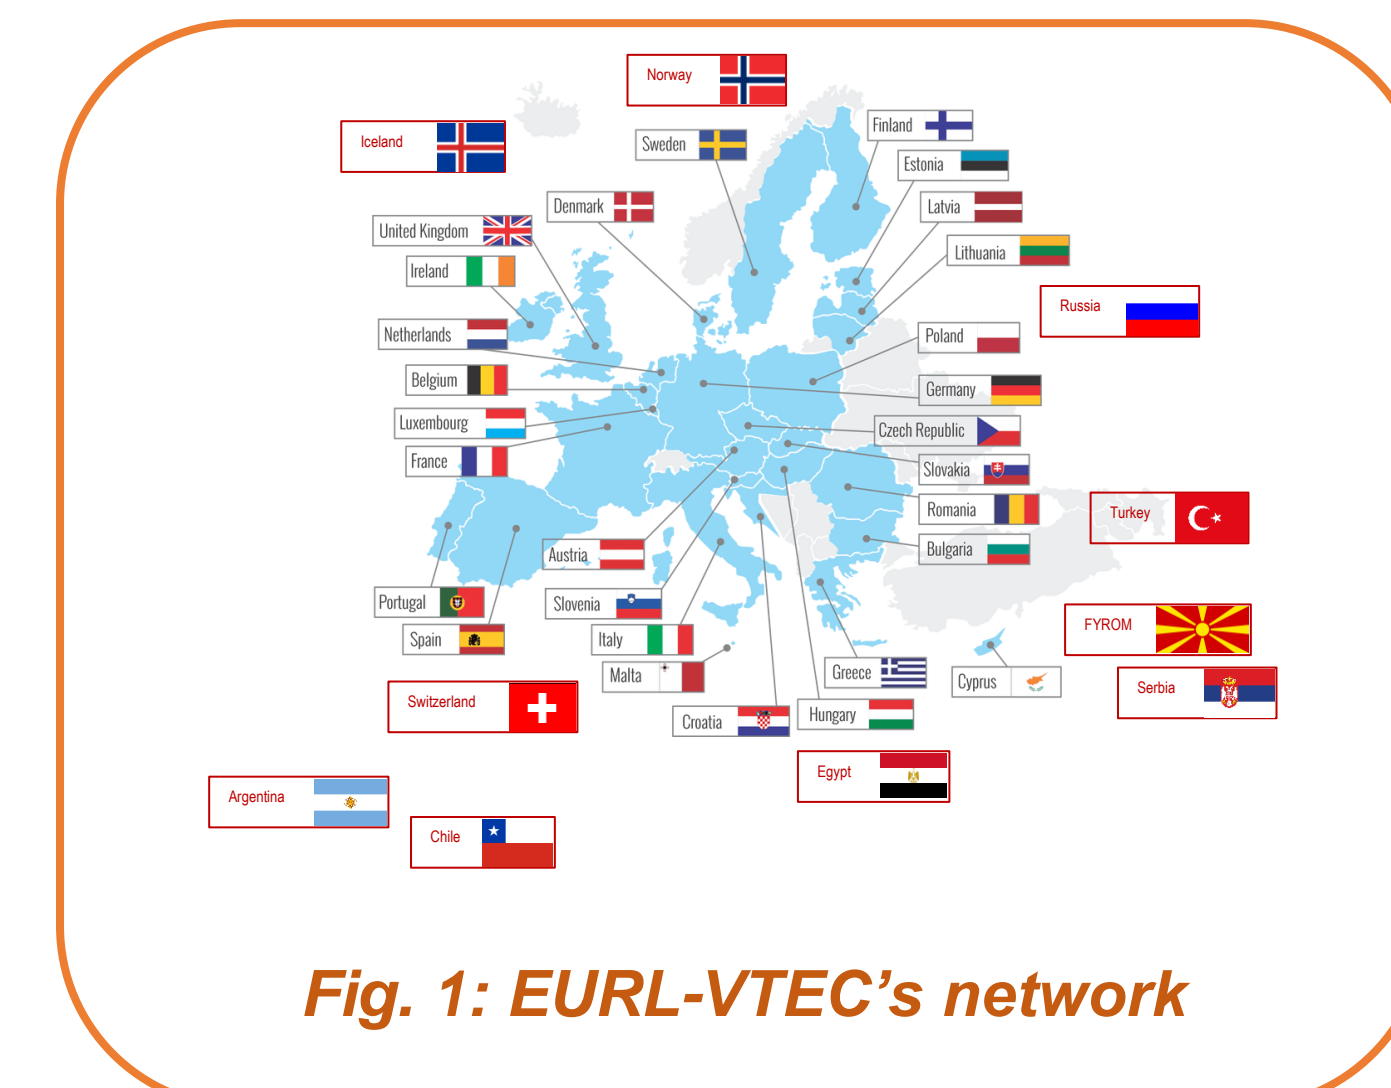 Norway
Iceland
Finland
Sweden
Estonia
Denmark
Latvia
United Kingdom
Lithuania
Ireland
Russia
Netherlands
Poland
Belgium
Germany
Luxembourg
Czech Republic
France
Slovakia
Romania
Turkey
Austria
Bulgaria
Portugal
Slovenia
FYROM
Spain
Italy
Malta
Greece
Cyprus
Serbia
Switzerland
Croatia
Hungary
Egypt
Argentina
Chile
Fig. 1: EURL-VTEC’s network